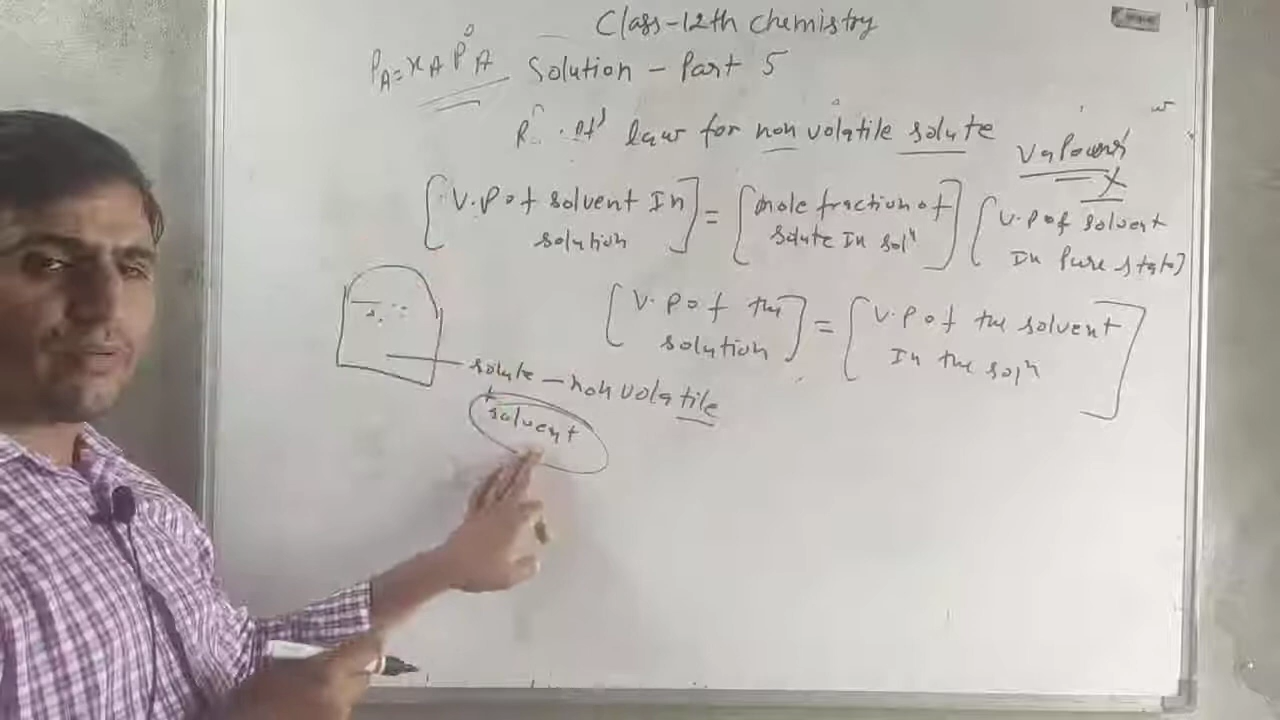 Class-12th Chemistry
PA = xA P°A Solution - Part 5
law for non volatile solute
[V.P of solvent In solution] = [mole fraction of solute In solⁿ] [V.P of solvent In Pure state]
[V.P of the solution] = [V.P of the solvent In the solⁿ]
solute - non volatile
+
solvent